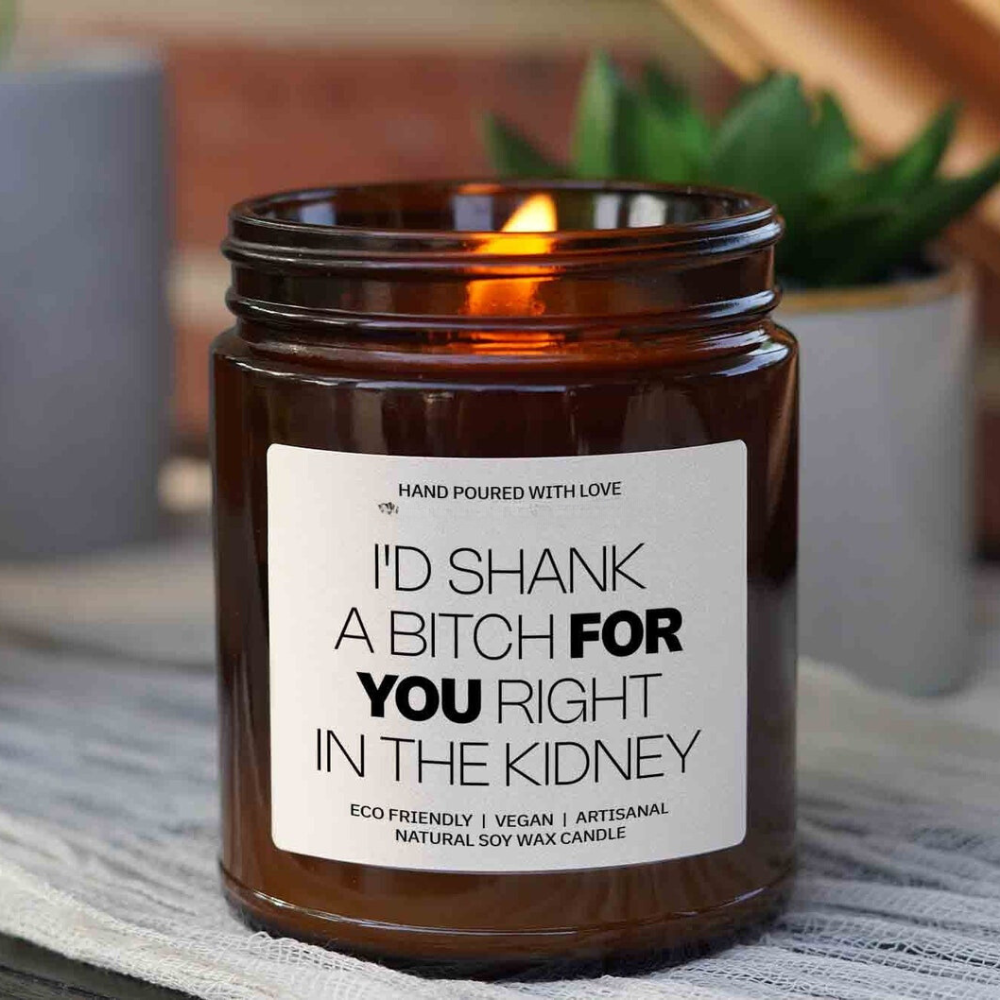 HAND POURED WITH LOVE
I'D SHANK
A BITCH FOR
YOU RIGHT
IN THE KIDNEY
ECO FRIENDLY | VEGAN | ARTISANAL
NATURAL SOY WAX CANDLE